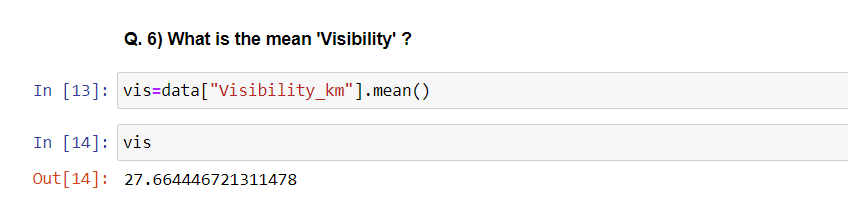 Q. 6) What is the mean 'Visibility' ?
In [13]: vis=data["Visibility_km"].mean()
In [14]: vis
Out[14]: 27.664446721311478